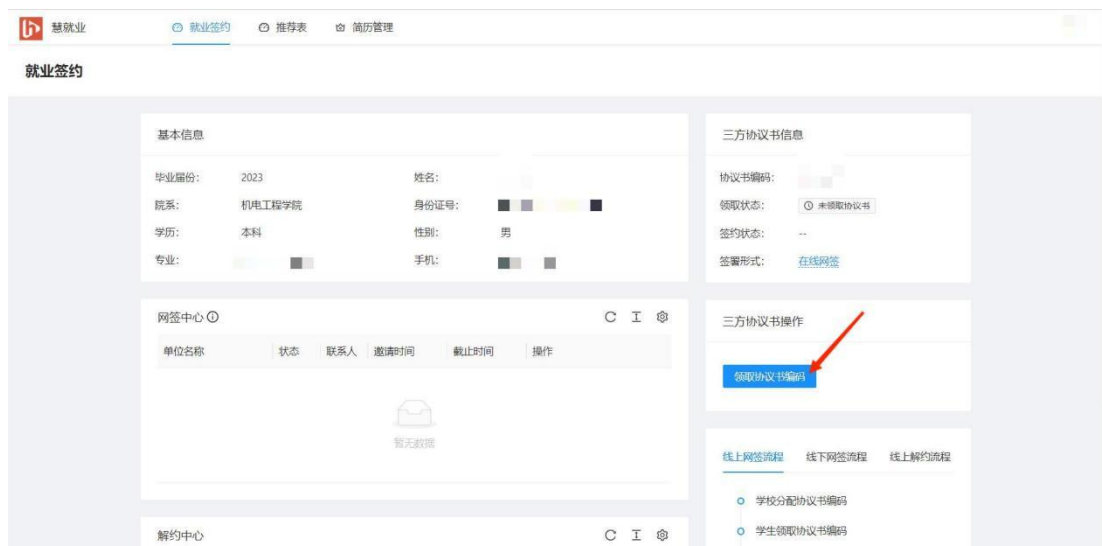 慧就业 就业签约 推荐表 简历管理
就业签约
基本信息
毕业届份: 2023 姓名:
院系: 机电工程学院 身份证号:
学历: 本科 性别: 男
专业: 手机:
三方协议书信息
协议书编码:
领取状态: 未领取协议书
签约状态: --
签署形式: 在线网签
网签中心
单位名称 状态 联系人 邀请时间 截止时间 操作
暂无数据
三方协议书操作
领取协议书编码
线上网签流程 线下网签流程 线上解约流程
学校分配协议书编码
学生领取协议书编码
解约中心